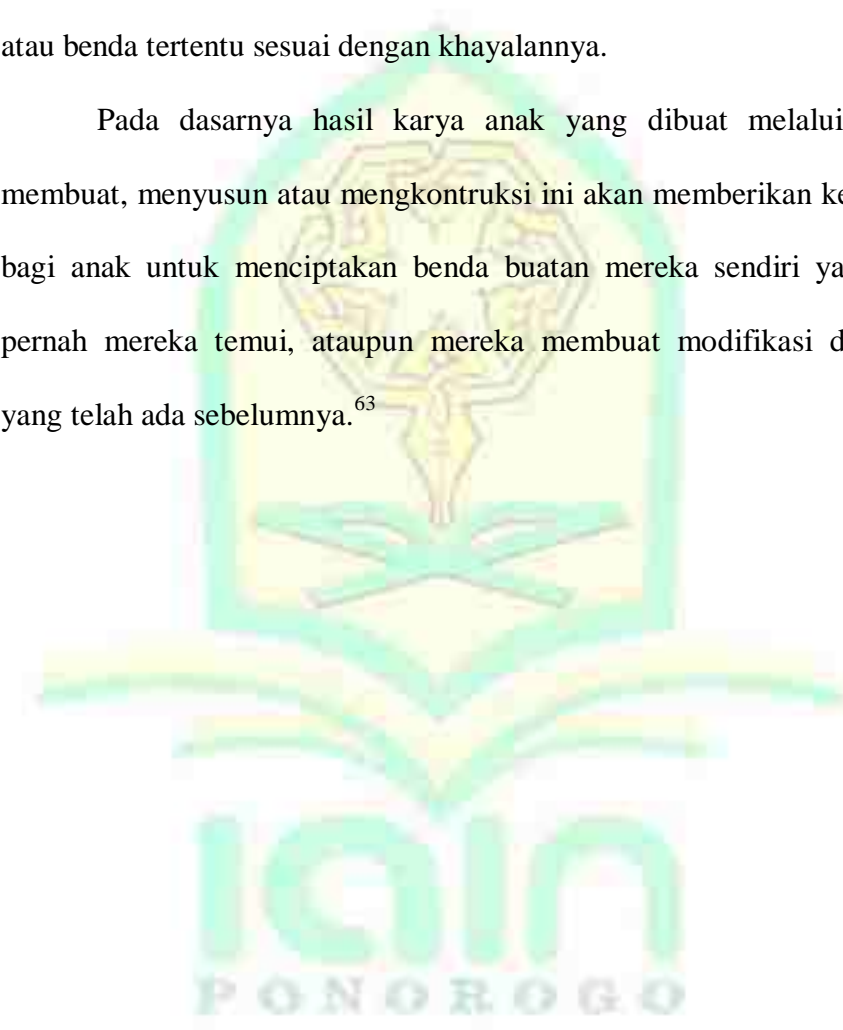 atau benda tertentu sesuai dengan khayalannya.
Pada dasarnya hasil karya anak yang dibuat melalui
membuat, menyusun atau mengkontruksi ini akan memberikan ke
bagi anak untuk menciptakan benda buatan mereka sendiri ya
pernah mereka temui, ataupun mereka membuat modifikasi d
yang telah ada sebelumnya.63
iain
PONOROGO